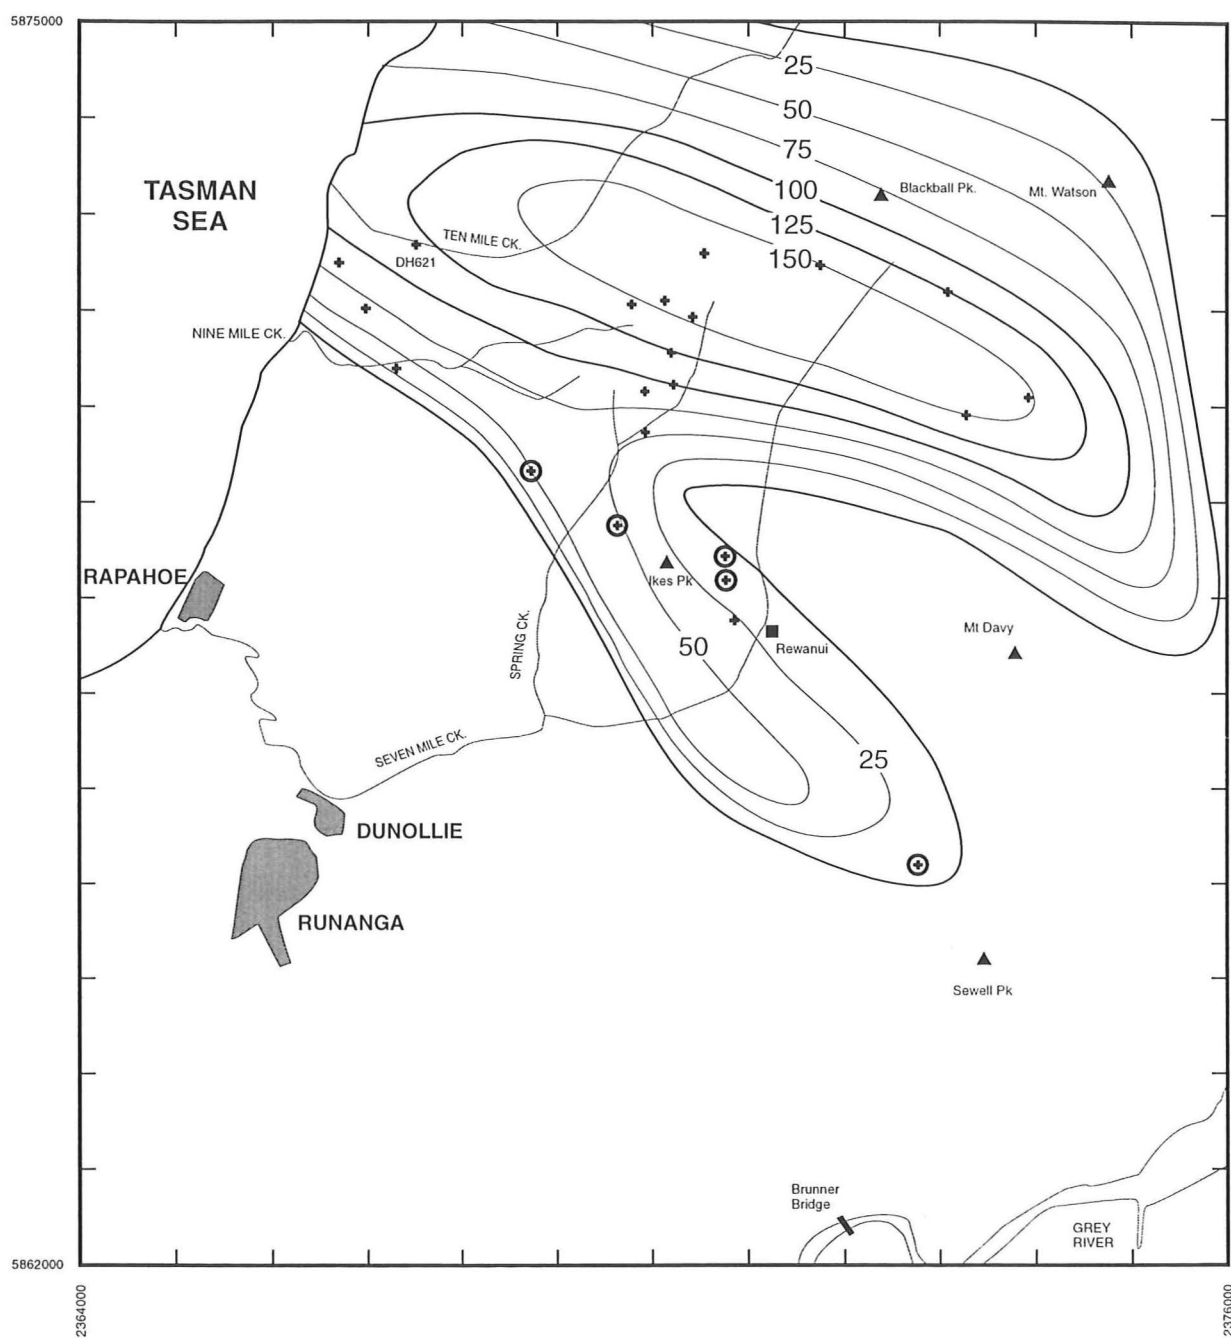 5875000
25
50
75
TASMAN
SEA
100
Blackball Pk.
Mt. Watson
125
TEN MILE CK.
150
DH621
NINE MILE CK.
RAPAHOE
Ikes Pk
Mt Davy
SPRING CK.
50
Rewanui
SEVEN MILE CK.
25
DUNOLLIE
RUNANGA
Sewell Pk
Brunner
Bridge
GREY
RIVER
5862000
2364000
2376000